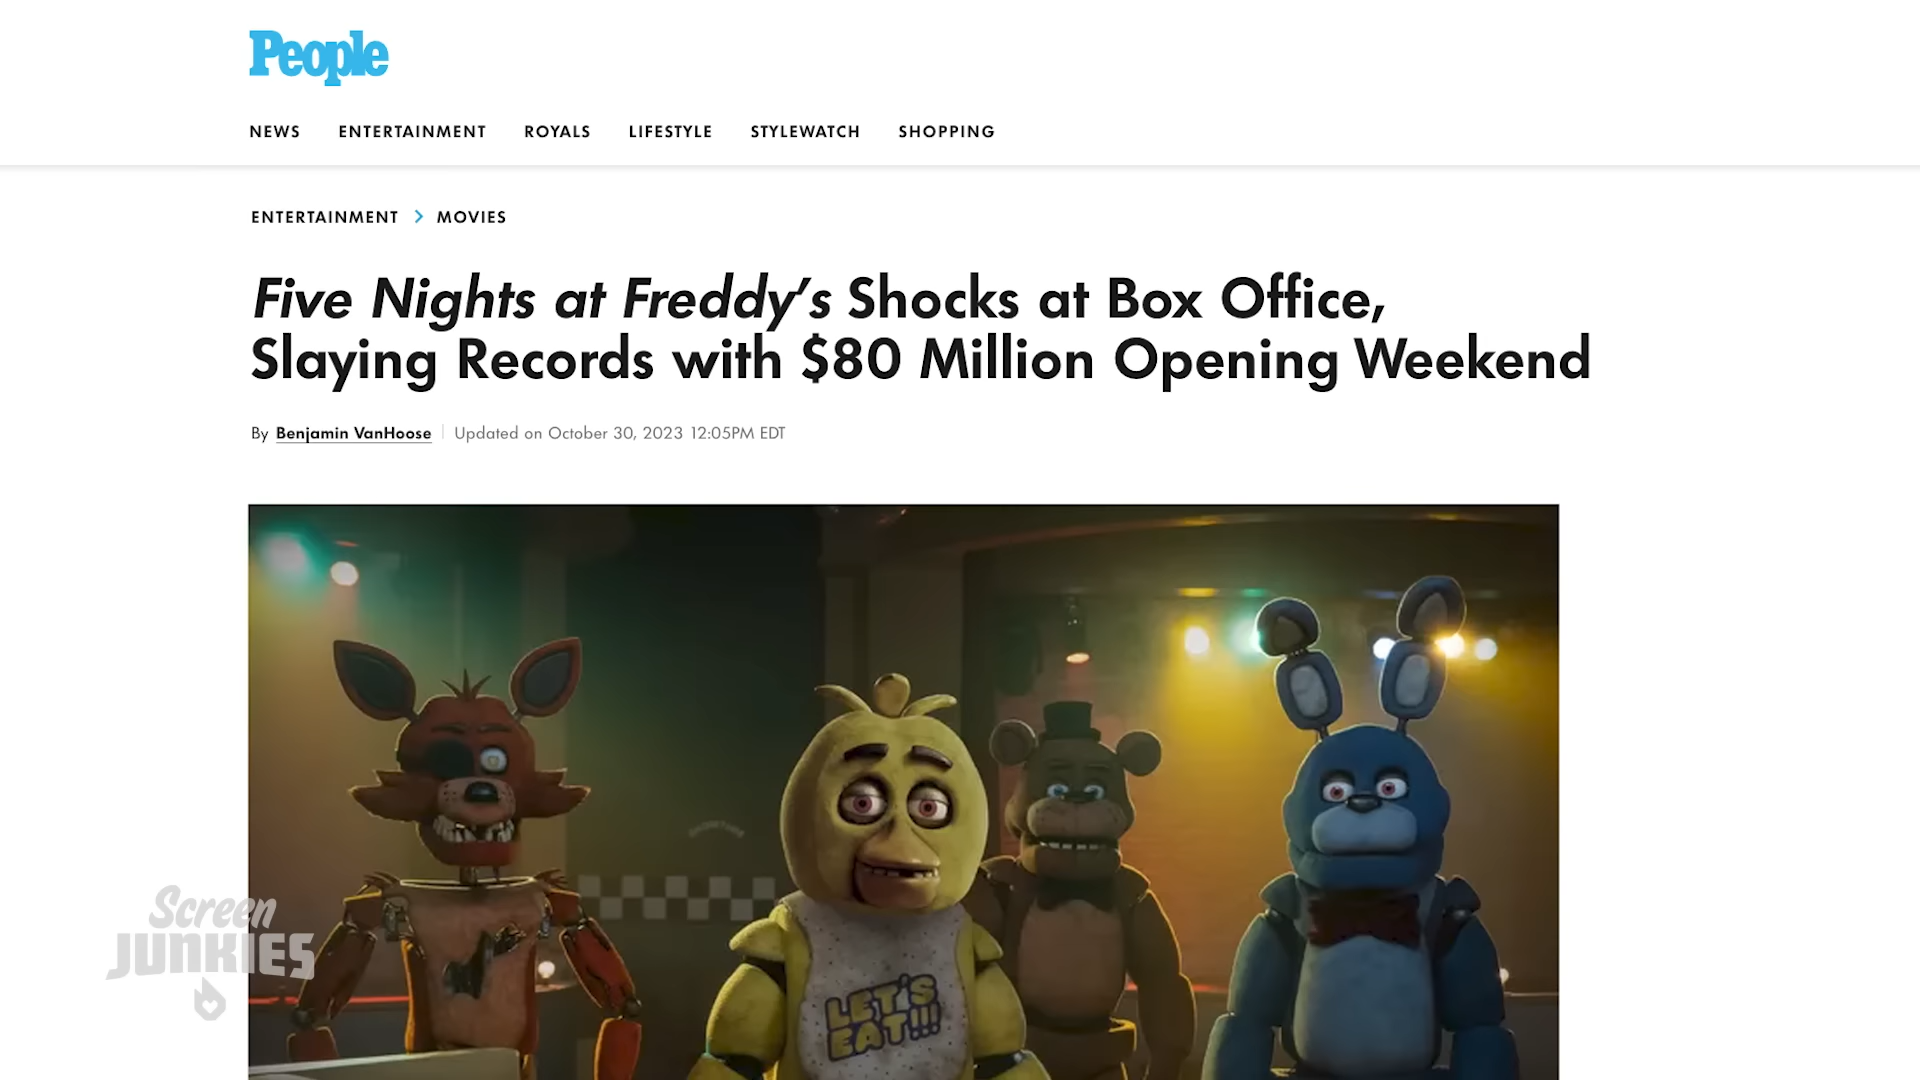 People
NEWS ENTERTAINMENT ROYALS LIFESTYLE STYLEWATCH SHOPPING
ENTERTAINMENT > MOVIES
Five Nights at Freddy's Shocks at Box Office,
Slaying Records with $80 Million Opening Weekend
By Benjamin VanHoose | Updated on October 30, 2023 12:05PM EDT
LET'S
EAT!!!
Screen
JUNKIES